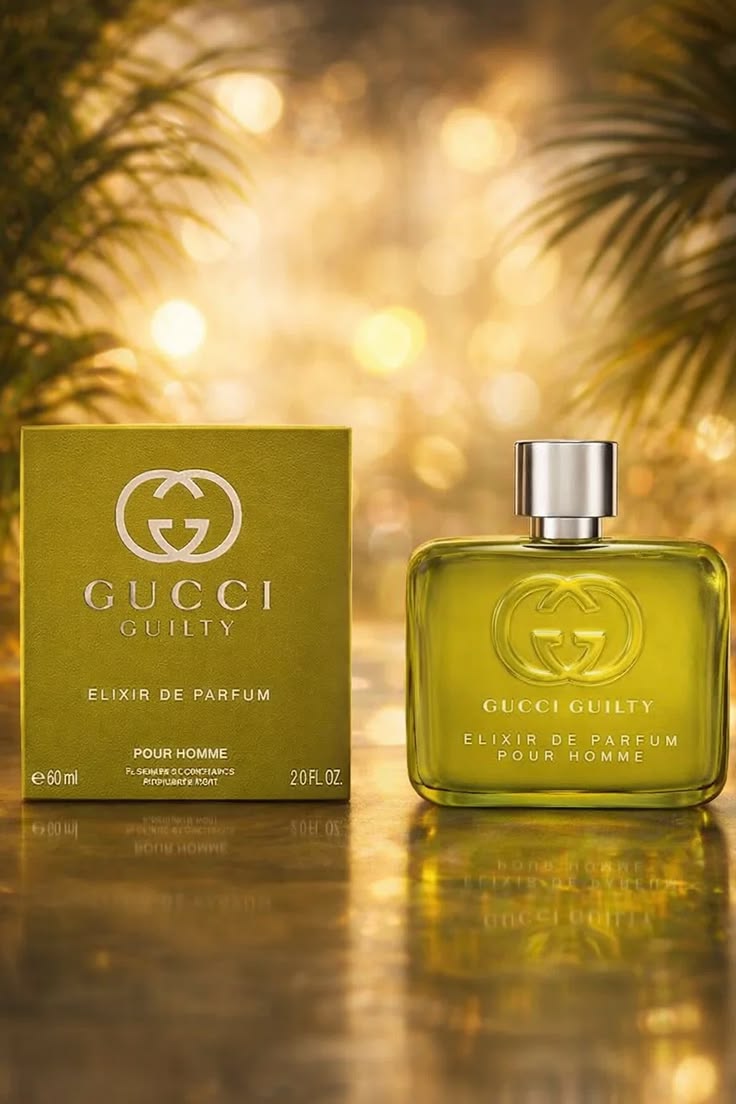 GUCCI
GUILTY
ELIXIR DE PARFUM
POUR HOMME
e60ml
2.0 FL.OZ.
GUCCI GUILTY
ELIXIR DE PARFUM
POUR HOMME